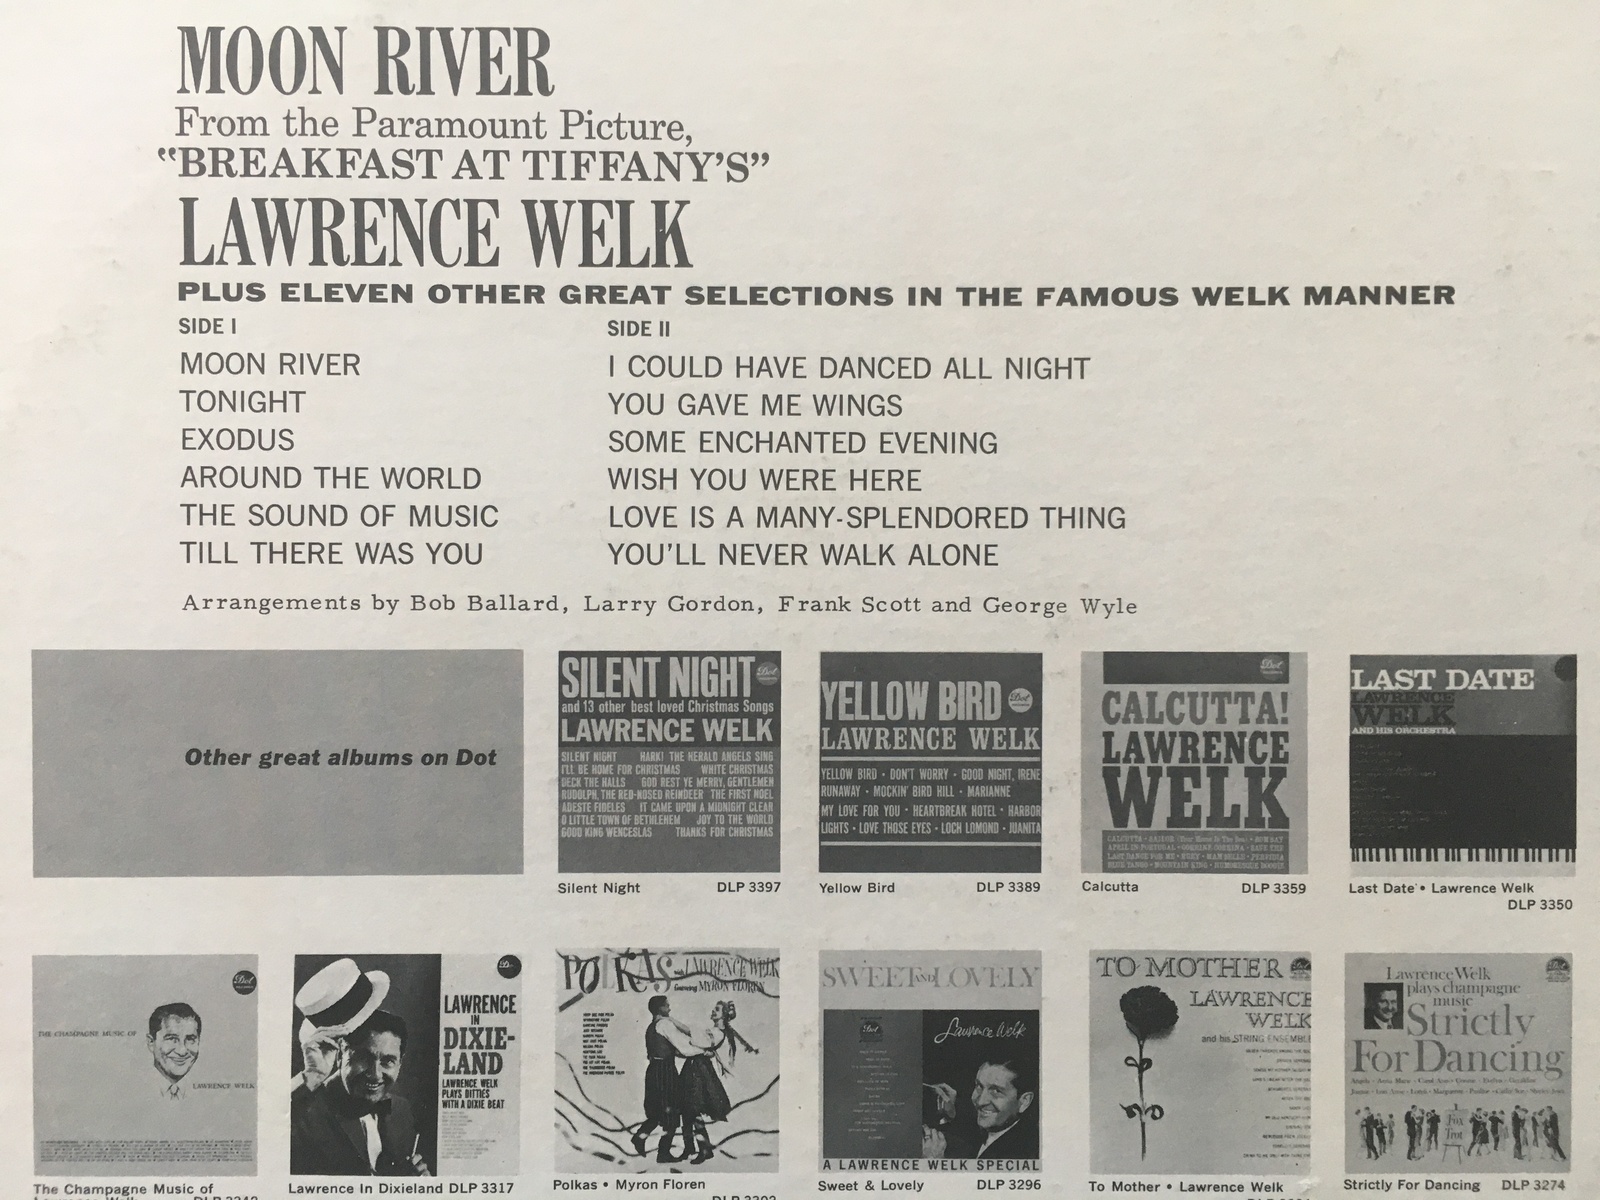 MOON RIVER
From the Paramount Picture,
"BREAKFAST AT TIFFANY'S"
LAWRENCE WELK
PLUS ELEVEN OTHER GREAT SELECTIONS IN THE FAMOUS WELK MANNER
SIDE I
MOON RIVER
TONIGHT
EXODUS
AROUND THE WORLD
THE SOUND OF MUSIC
TILL THERE WAS YOU
SIDE II
I COULD HAVE DANCED ALL NIGHT
YOU GAVE ME WINGS
SOME ENCHANTED EVENING
WISH YOU WERE HERE
LOVE IS A MANY-SPLENDORED THING
YOU'LL NEVER WALK ALONE
Arrangements by Bob Ballard, Larry Gordon, Frank Scott and George Wyle
Other great albums on Dot
SILENT NIGHT
Dot
and 13 other best loved Christmas Songs
LAWRENCE WELK
SILENT NIGHT HARK! THE HERALD ANGELS SING
I'LL BE HOME FOR CHRISTMAS WHITE CHRISTMAS
DECK THE HALLS GOD REST YE MERRY, GENTLEMEN
RUDOLPH, THE RED-NOSED REINDEER THE FIRST NOEL
ADESTE FIDELES IT CAME UPON A MIDNIGHT CLEAR
O LITTLE TOWN OF BETHLEHEM JOY TO THE WORLD
GOOD KING WENCESLAS THANKS FOR CHRISTMAS
Silent Night DLP 3397
YELLOW BIRD
Dot
LAWRENCE WELK
YELLOW BIRD • DON'T WORRY • GOOD NIGHT, IRENE
RUNAWAY • MOCKIN' BIRD HILL • MARIANNE
MY LOVE FOR YOU • HEARTBREAK HOTEL • HARBOR
LIGHTS • LOVE THOSE EYES • LOCH LOMOND • JUANITA
Yellow Bird DLP 3389
Dot
CALCUTTA!
LAWRENCE
WELK
Calcutta DLP 3359
LAST DATE
LAWRENCE
WELK
AND HIS ORCHESTRA
Last Date • Lawrence Welk
DLP 3350
Dot
THE CHAMPAGNE MUSIC OF
LAWRENCE WELK
The Champagne Music of
LAWRENCE
IN
DIXIE-
LAND
LAWRENCE WELK
PLAYS DITTIES
WITH A DIXIE BEAT
Lawrence In Dixieland DLP 3317
POLKAS
LAWRENCE WELK
featuring MYRON FLOREN
Polkas • Myron Floren
SWEET AND LOVELY
Dot
Lawrence Welk
A LAWRENCE WELK SPECIAL
Sweet & Lovely DLP 3296
TO MOTHER
LAWRENCE
WELK
and his STRING ENSEMBLE
To Mother • Lawrence Welk
Lawrence Welk
plays champagne
music
Strictly
For Dancing
Fox
Trot
Strictly For Dancing DLP 3274